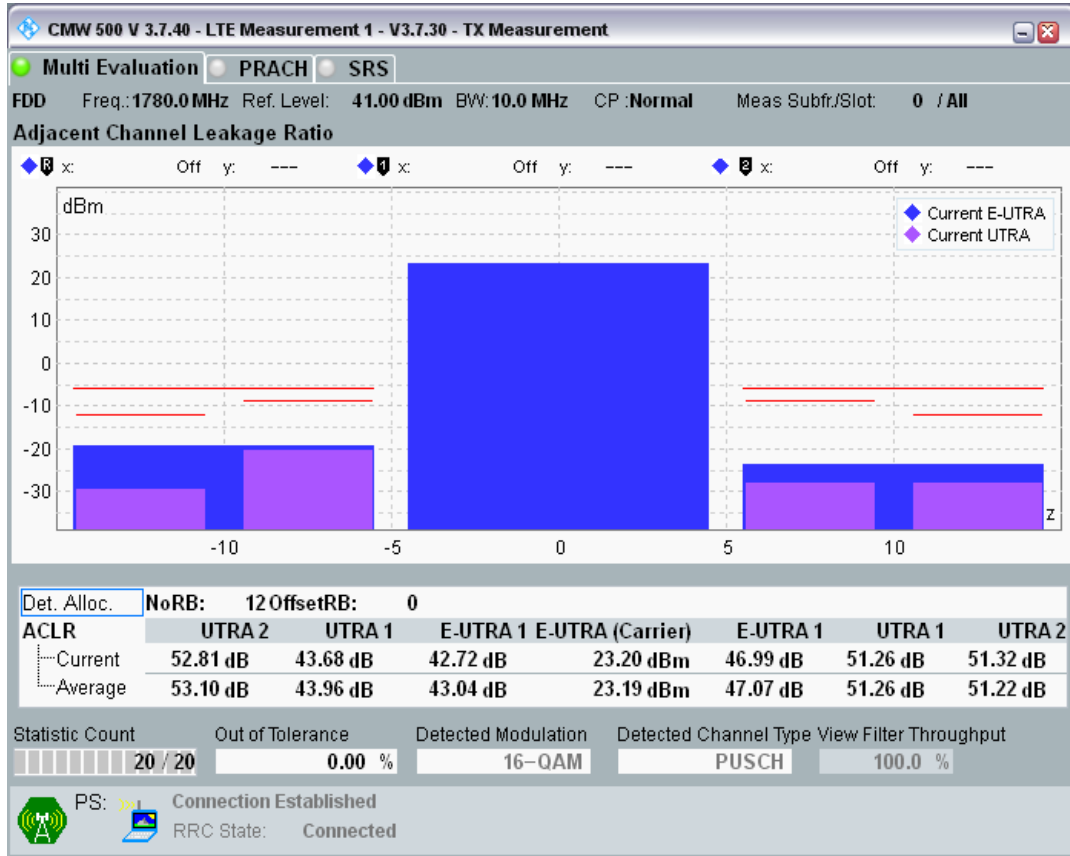 CMW 500 V 3.7.40 - LTE Measurement 1 - V3.7.30 - TX Measurement
Multi Evaluation PRACH SRS
FDD Freq.: 1780.0 MHz Ref. Level: 41.00 dBm BW: 10.0 MHz CP : Normal Meas Subfr./Slot: 0 / All
Adjacent Channel Leakage Ratio
R x: Off y: --- 1 x: Off y: --- 2 x: Off y: ---
dBm
Current E-UTRA
Current UTRA
30
20
10
0
-10
-20
-30
z
-10 -5 0 5 10
Det. Alloc. NoRB: 12 OffsetRB: 0
ACLR UTRA 2 UTRA 1 E-UTRA 1 E-UTRA (Carrier) E-UTRA 1 UTRA 1 UTRA 2
Current 52.81 dB 43.68 dB 42.72 dB 23.20 dBm 46.99 dB 51.26 dB 51.32 dB
Average 53.10 dB 43.96 dB 43.04 dB 23.19 dBm 47.07 dB 51.26 dB 51.22 dB
Statistic Count Out of Tolerance Detected Modulation Detected Channel Type View Filter Throughput
20 / 20 0.00 % 16-QAM PUSCH 100.0 %
PS: Connection Established
RRC State: Connected